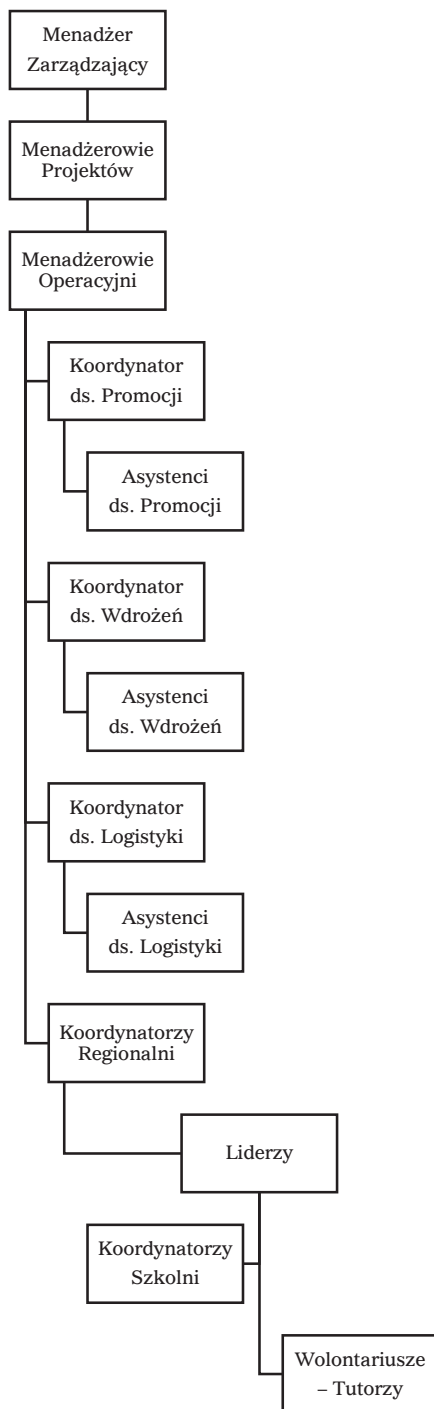 Menadżer
Zarządzający
Menadżerowie
Projektów
Menadżerowie
Operacyjni
Koordynator
ds. Promocji
Asystenci
ds. Promocji
Koordynator
ds. Wdrożeń
Asystenci
ds. Wdrożeń
Koordynator
ds. Logistyki
Asystenci
ds. Logistyki
Koordynatorzy
Regionalni
Liderzy
Koordynatorzy
Szkolni
Wolontariusze
– Tutorzy